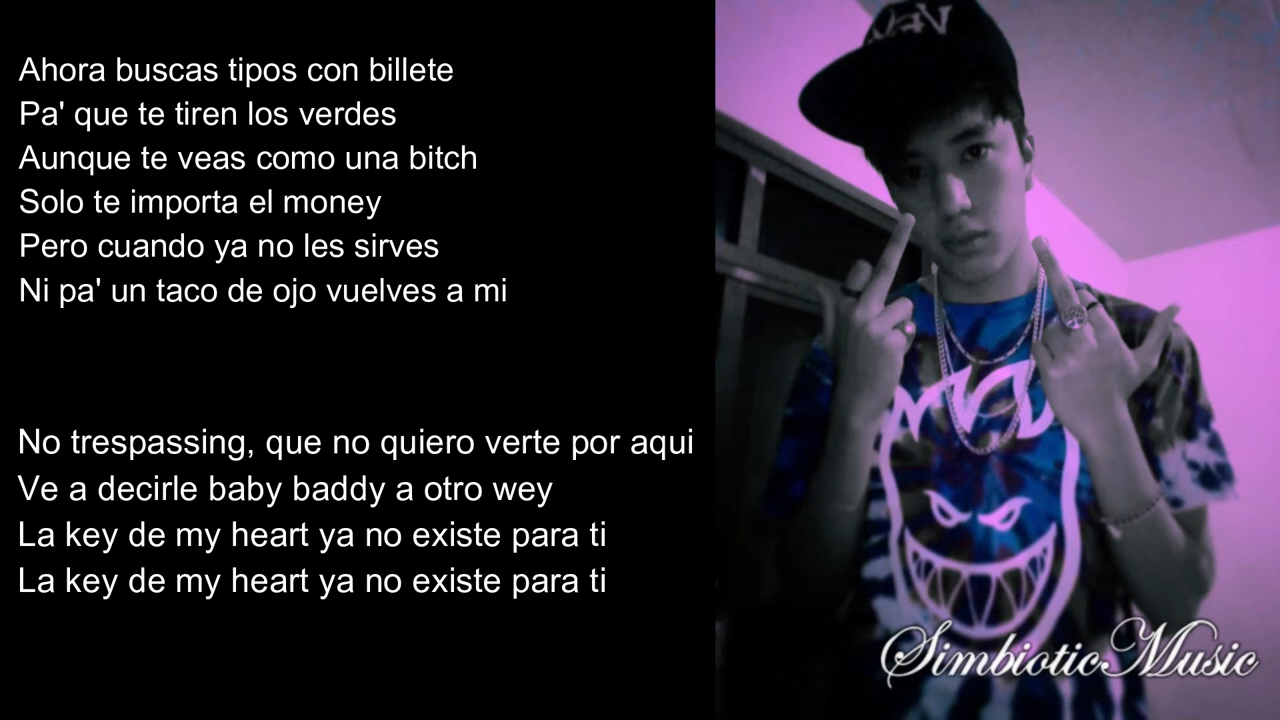 Ahora buscas tipos con billete
Pa' que te tiren los verdes
Aunque te veas como una bitch
Solo te importa el money
Pero cuando ya no les sirves
Ni pa' un taco de ojo vuelves a mi
No trespassing, que no quiero verte por aqui
Ve a decirle baby baddy a otro wey
La key de my heart ya no existe para ti
La key de my heart ya no existe para ti
SimbioticMusic